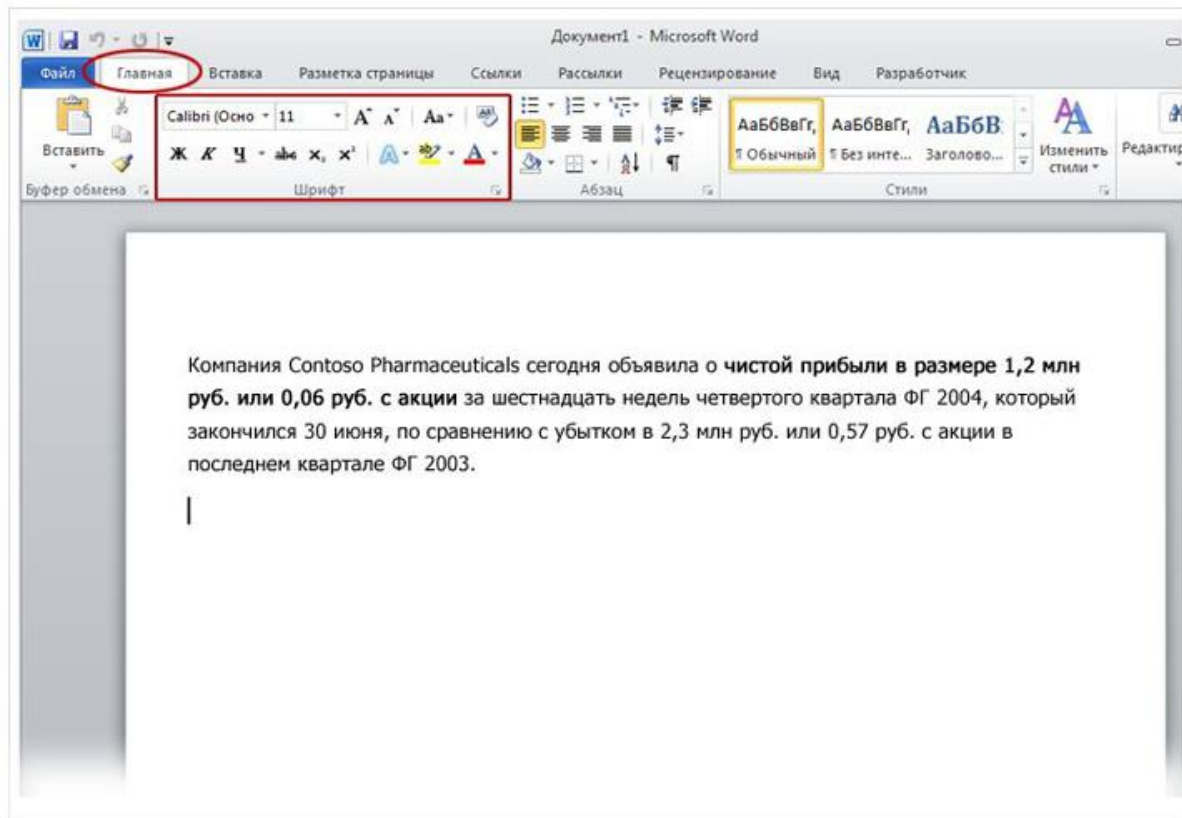 Документ1 - Microsoft Word
Файл Главная Вставка Разметка страницы Ссылки Рассылки Рецензирование Вид Разработчик
Calibri (Осно 11
Вставить
Ж К Ч abc x, x²
АаБбВвГг, АаБбВвГг, АаБбВ
¶ Обычный ¶ Без инте... Заголово...
Изменить стили
Буфер обмена Шрифт Абзац Стили
Компания Contoso Pharmaceuticals сегодня объявила о чистой прибыли в размере 1,2 млн
руб. или 0,06 руб. с акции за шестнадцать недель четвертого квартала ФГ 2004, который
закончился 30 июня, по сравнению с убытком в 2,3 млн руб. или 0,57 руб. с акции в
последнем квартале ФГ 2003.